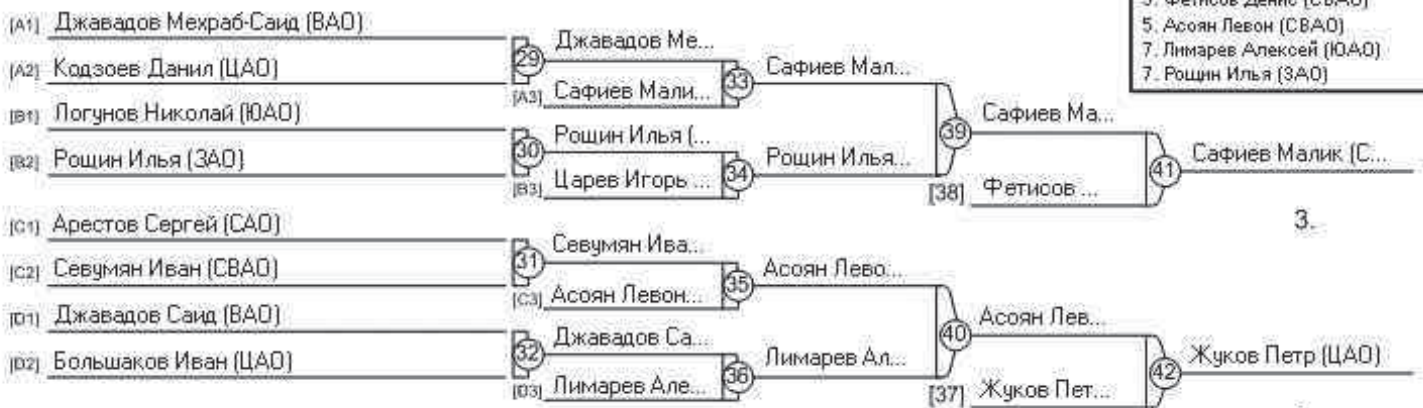 5. Фетисов Денис (СВАО)
5. Асоян Левон (СВАО)
7. Лимарев Алексей (ЮАО)
7. Рощин Илья (ЗАО)
[A1] Джавадов Мехраб-Саид (ВАО)
[A2] Кодзоев Данил (ЦАО)
[B1] Логунов Николай (ЮАО)
[B2] Рощин Илья (ЗАО)
[C1] Арестов Сергей (САО)
[C2] Севумян Иван (СВАО)
[D1] Джавадов Саид (ВАО)
[D2] Большаков Иван (ЦАО)
29 Джавадов Ме...
[A3] Сафиев Мали...
30 Рощин Илья (...
[B3] Царев Игорь ...
31 Севумян Ива...
[C3] Асоян Левон...
32 Джавадов Са...
[D3] Лимарев Але...
33 Сафиев Мал...
34 Рощин Илья...
35 Асоян Лево...
36 Лимарев Ал...
39 Сафиев Ма...
[38] Фетисов ...
40 Асоян Лев...
[37] Жуков Пет...
41 Сафиев Малик (С...
3.
42 Жуков Петр (ЦАО)